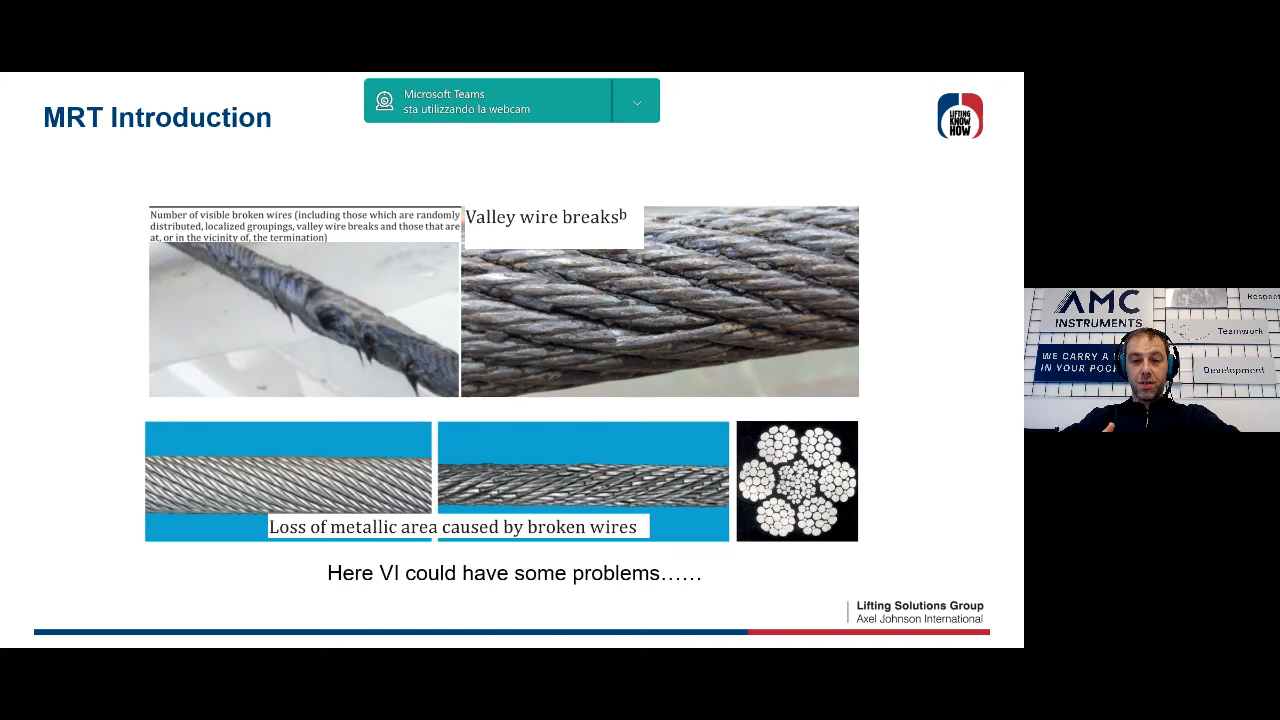 MRT Introduction
Microsoft Teams
sta utilizzando la webcam
LIFTING
KNOW
HOW
Number of visible broken wires (including those which are randomly
distributed, localized groupings, valley wire breaks and those that are
at, or in the vicinity of, the termination)
Valley wire breaksb
Loss of metallic area caused by broken wires
Here VI could have some problems……
Lifting Solutions Group
Axel Johnson International
AMC
INSTRUMENTS
WE CARRY A
IN YOUR
Respect
Teamwork
Development